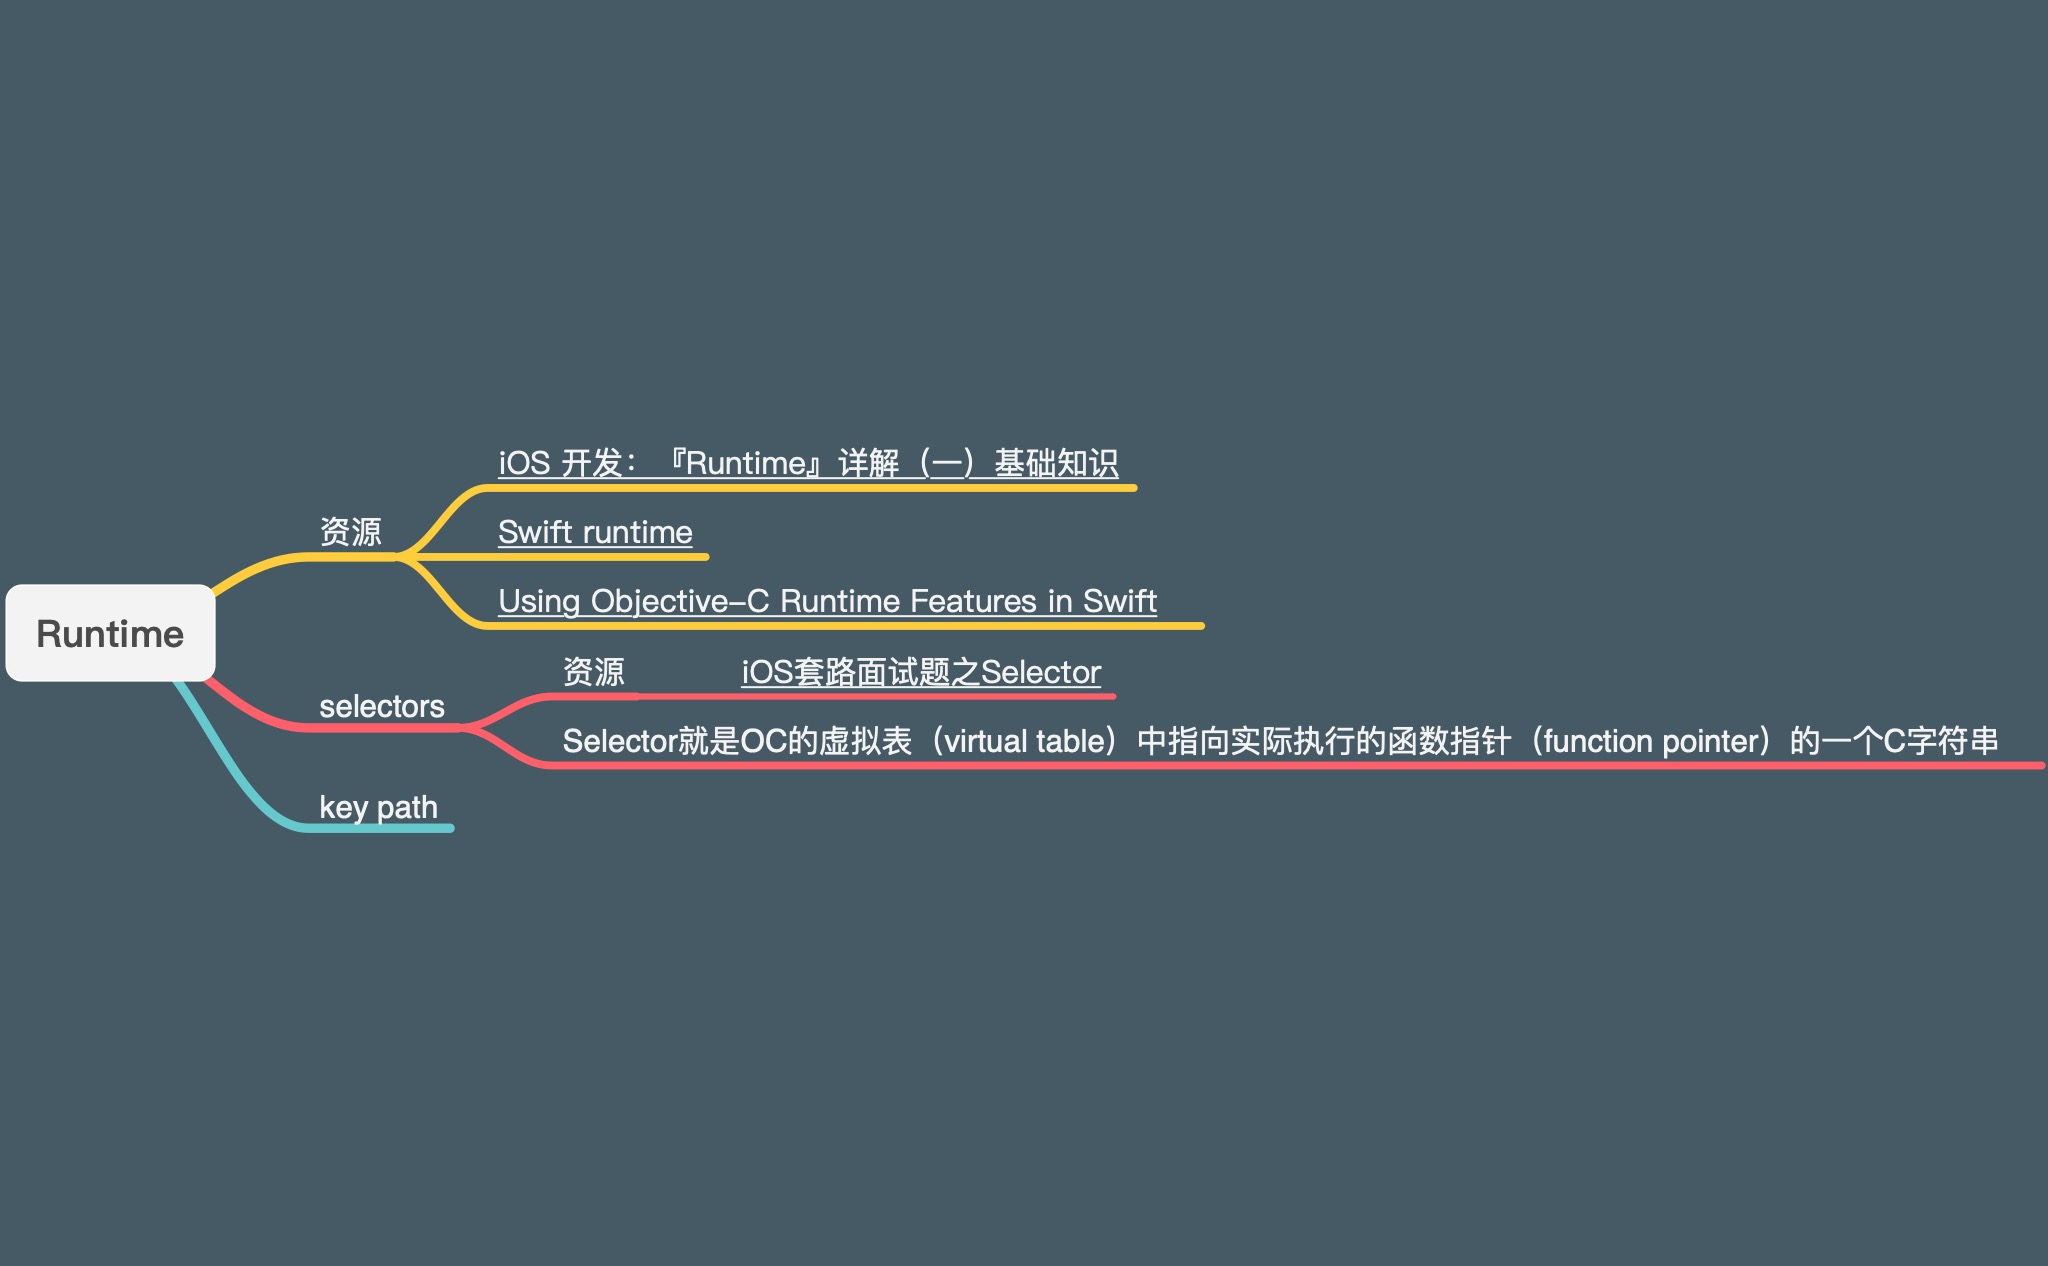 Runtime
资源
iOS 开发：『Runtime』详解（一）基础知识
Swift runtime
Using Objective-C Runtime Features in Swift
selectors
资源
iOS套路面试题之Selector
Selector就是OC的虚拟表（virtual table）中指向实际执行的函数指针（function pointer）的一个C字符串
key path